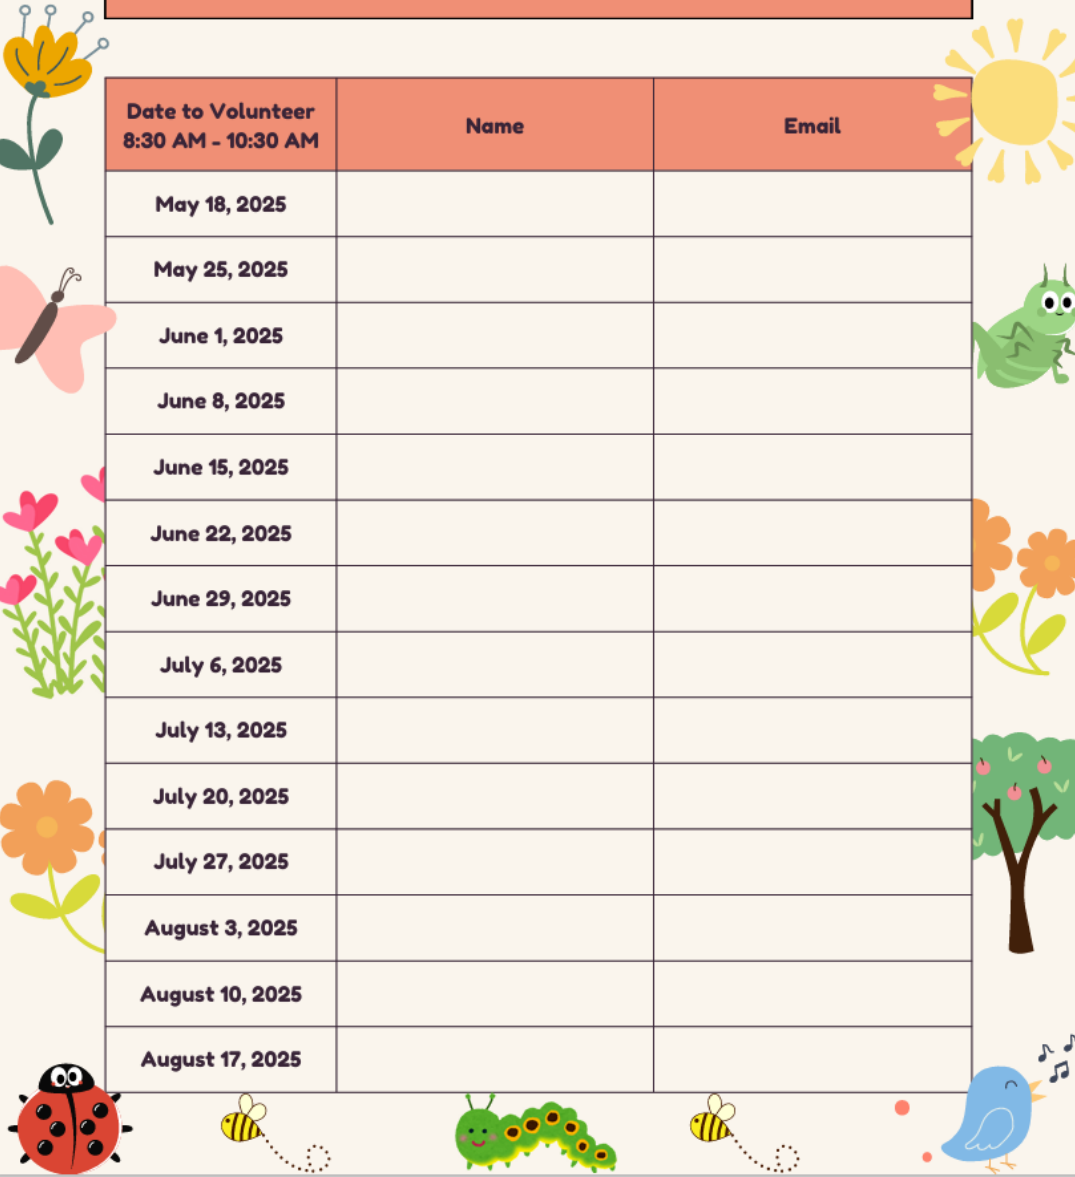 Date to Volunteer
8:30 AM - 10:30 AM
Name
Email
May 18, 2025
May 25, 2025
June 1, 2025
June 8, 2025
June 15, 2025
June 22, 2025
June 29, 2025
July 6, 2025
July 13, 2025
July 20, 2025
July 27, 2025
August 3, 2025
August 10, 2025
August 17, 2025